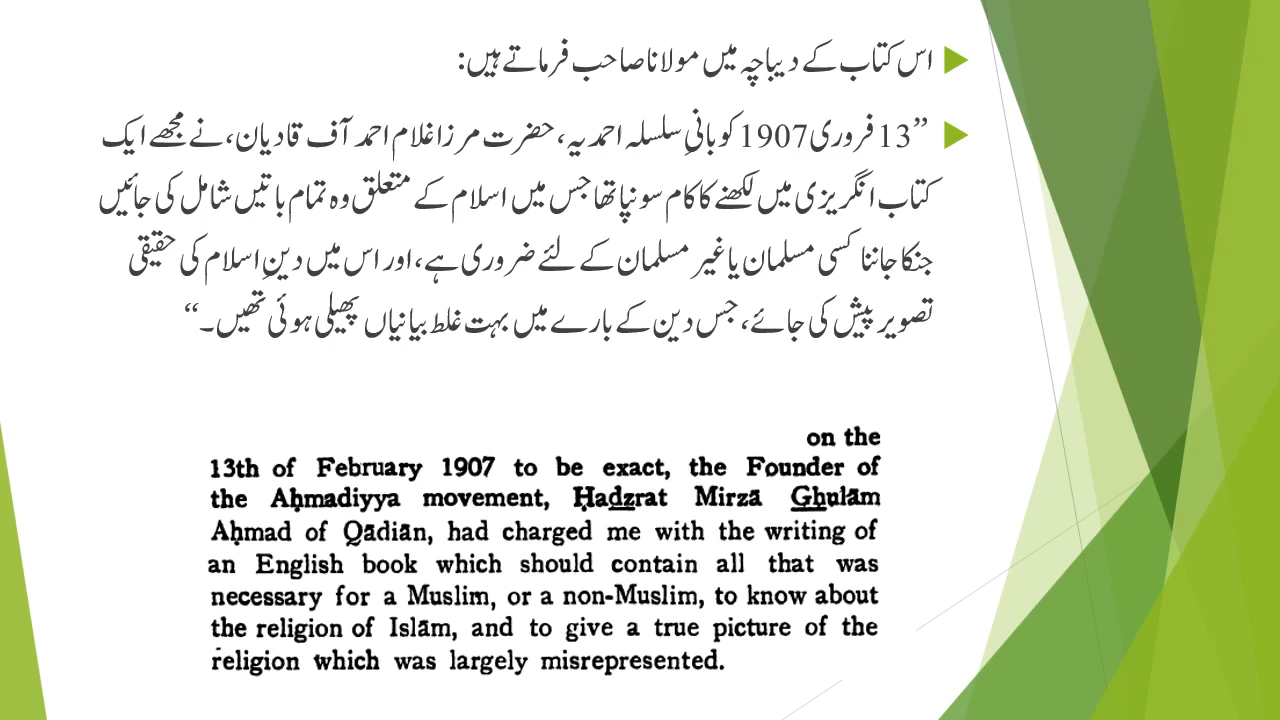 اس کتاب کے دیباچہ میں مولانا صاحب فرماتے ہیں:
”13 فروری 1907 کو بانیِ سلسلہ احمدیہ، حضرت مرزا غلام احمد آف قادیان، نے مجھے ایک
کتاب انگریزی میں لکھنے کا کام سونپا تھا جس میں اسلام کے متعلق وہ تمام باتیں شامل کی جائیں
جنکا جاننا کسی مسلمان یا غیر مسلمان کے لئے ضروری ہے، اور اس میں دینِ اسلام کی حقیقی
تصویر پیش کی جائے، جس دین کے بارے میں بہت غلط بیانیاں پھیلی ہوئی تھیں۔“
on the
13th of February 1907 to be exact, the Founder of
the Aḥmadiyya movement, Ḥadzrat Mirzā Ghulām
Aḥmad of Qādiān, had charged me with the writing of
an English book which should contain all that was
necessary for a Muslim, or a non-Muslim, to know about
the religion of Islām, and to give a true picture of the
religion which was largely misrepresented.